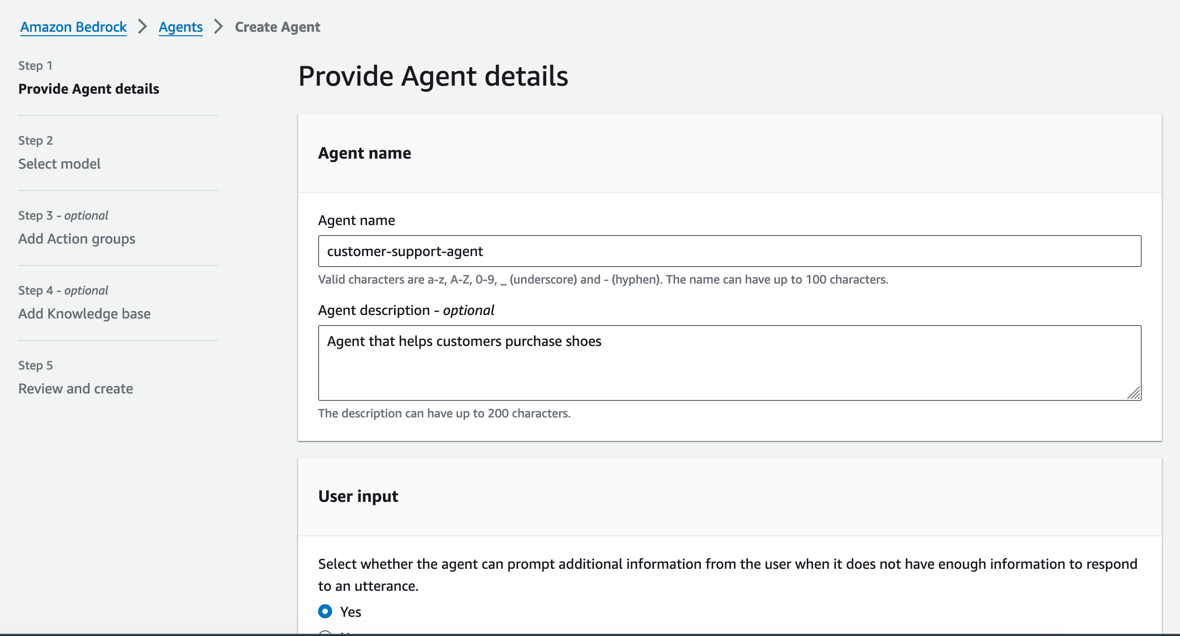 Amazon Bedrock > Agents > Create Agent
Step 1
Provide Agent details
Step 2
Select model
Step 3 - optional
Add Action groups
Step 4 - optional
Add Knowledge base
Step 5
Review and create
Provide Agent details
Agent name
Agent name
customer-support-agent
Valid characters are a-z, A-Z, 0-9, _ (underscore) and - (hyphen). The name can have up to 100 characters.
Agent description - optional
Agent that helps customers purchase shoes
The description can have up to 200 characters.
User input
Select whether the agent can prompt additional information from the user when it does not have enough information to respond
to an utterance.
Yes